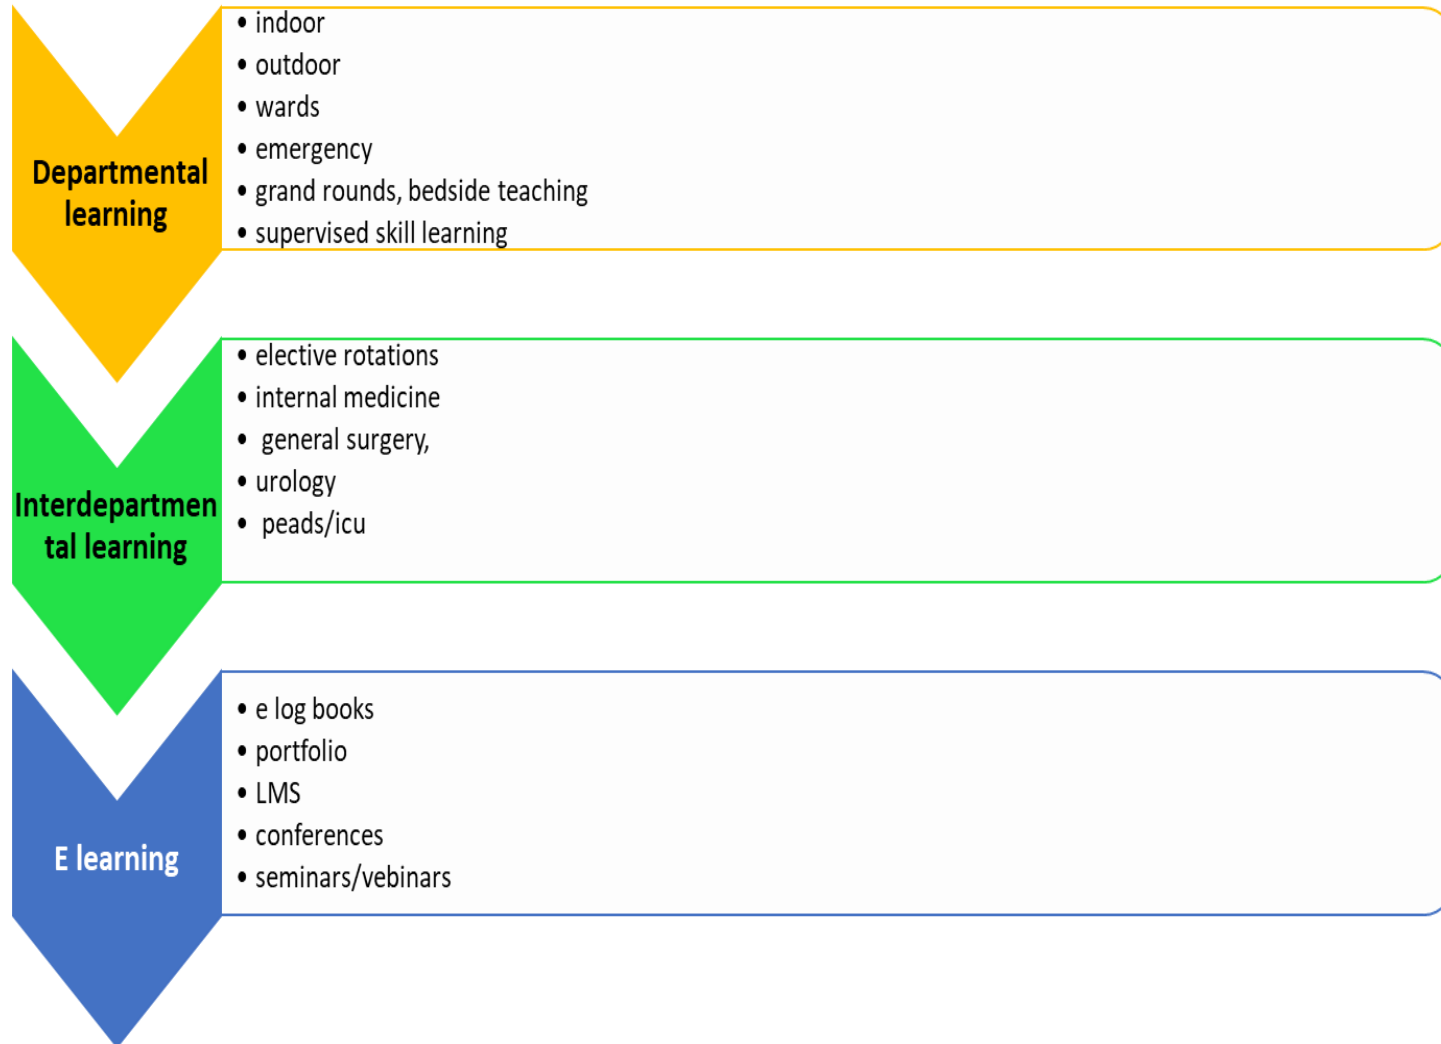 Departmental
learning
• indoor
• outdoor
• wards
• emergency
• grand rounds, bedside teaching
• supervised skill learning
Interdepartmen
tal learning
• elective rotations
• internal medicine
• general surgery,
• urology
• peads/icu
E learning
• e log books
• portfolio
• LMS
• conferences
• seminars/vebinars